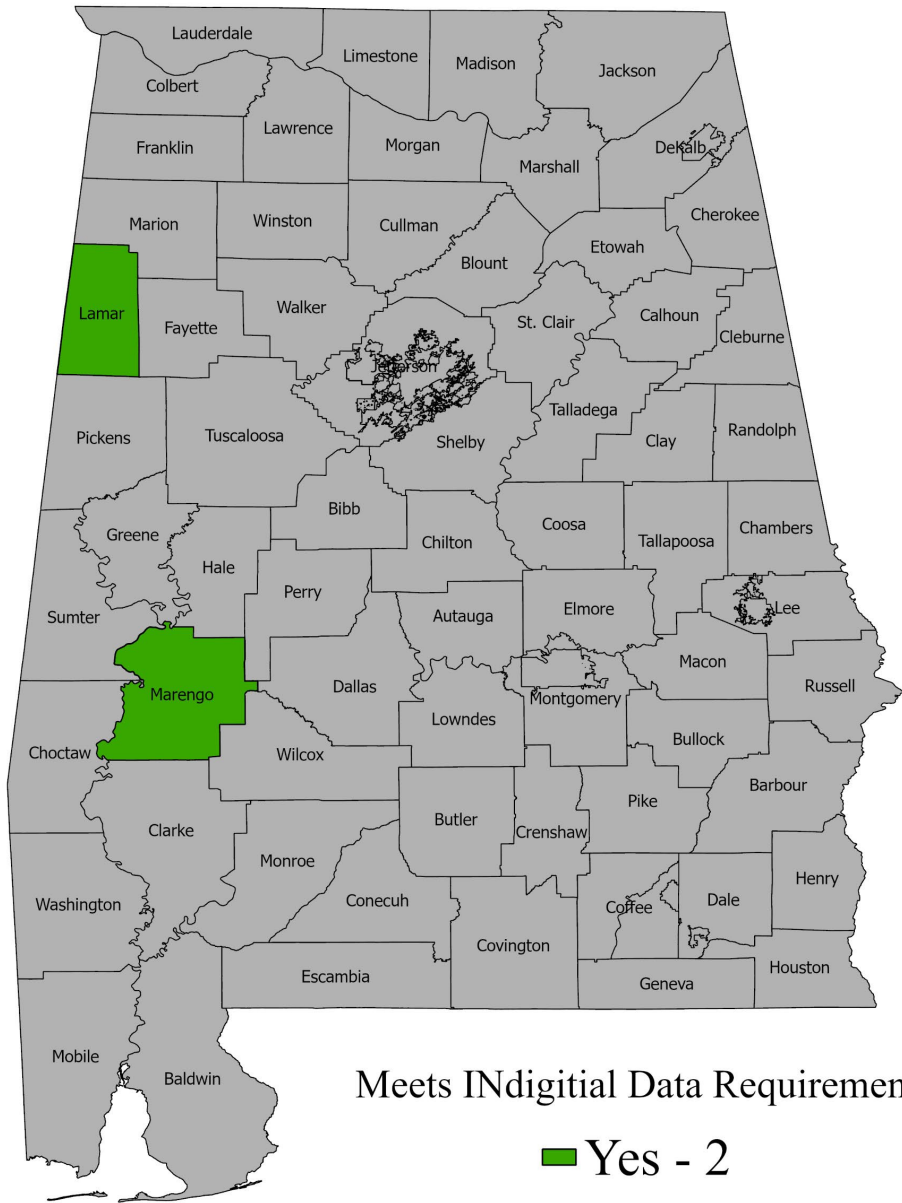 Lauderdale
Limestone
Madison
Jackson
Colbert
Lawrence
Franklin
Morgan
Marshall
DeKalb
Cherokee
Marion
Winston
Cullman
Blount
Etowah
Lamar
Fayette
Walker
Jefferson
St. Clair
Calhoun
Cleburne
Pickens
Tuscaloosa
Shelby
Talladega
Clay
Randolph
Greene
Hale
Bibb
Chilton
Coosa
Tallapoosa
Chambers
Sumter
Perry
Autauga
Elmore
Lee
Marengo
Dallas
Lowndes
Montgomery
Macon
Russell
Choctaw
Wilcox
Bullock
Barbour
Clarke
Butler
Crenshaw
Pike
Monroe
Conecuh
Washington
Coffee
Dale
Henry
Covington
Escambia
Geneva
Houston
Mobile
Baldwin
Meets INdigitial Data Requiremen
Yes - 2